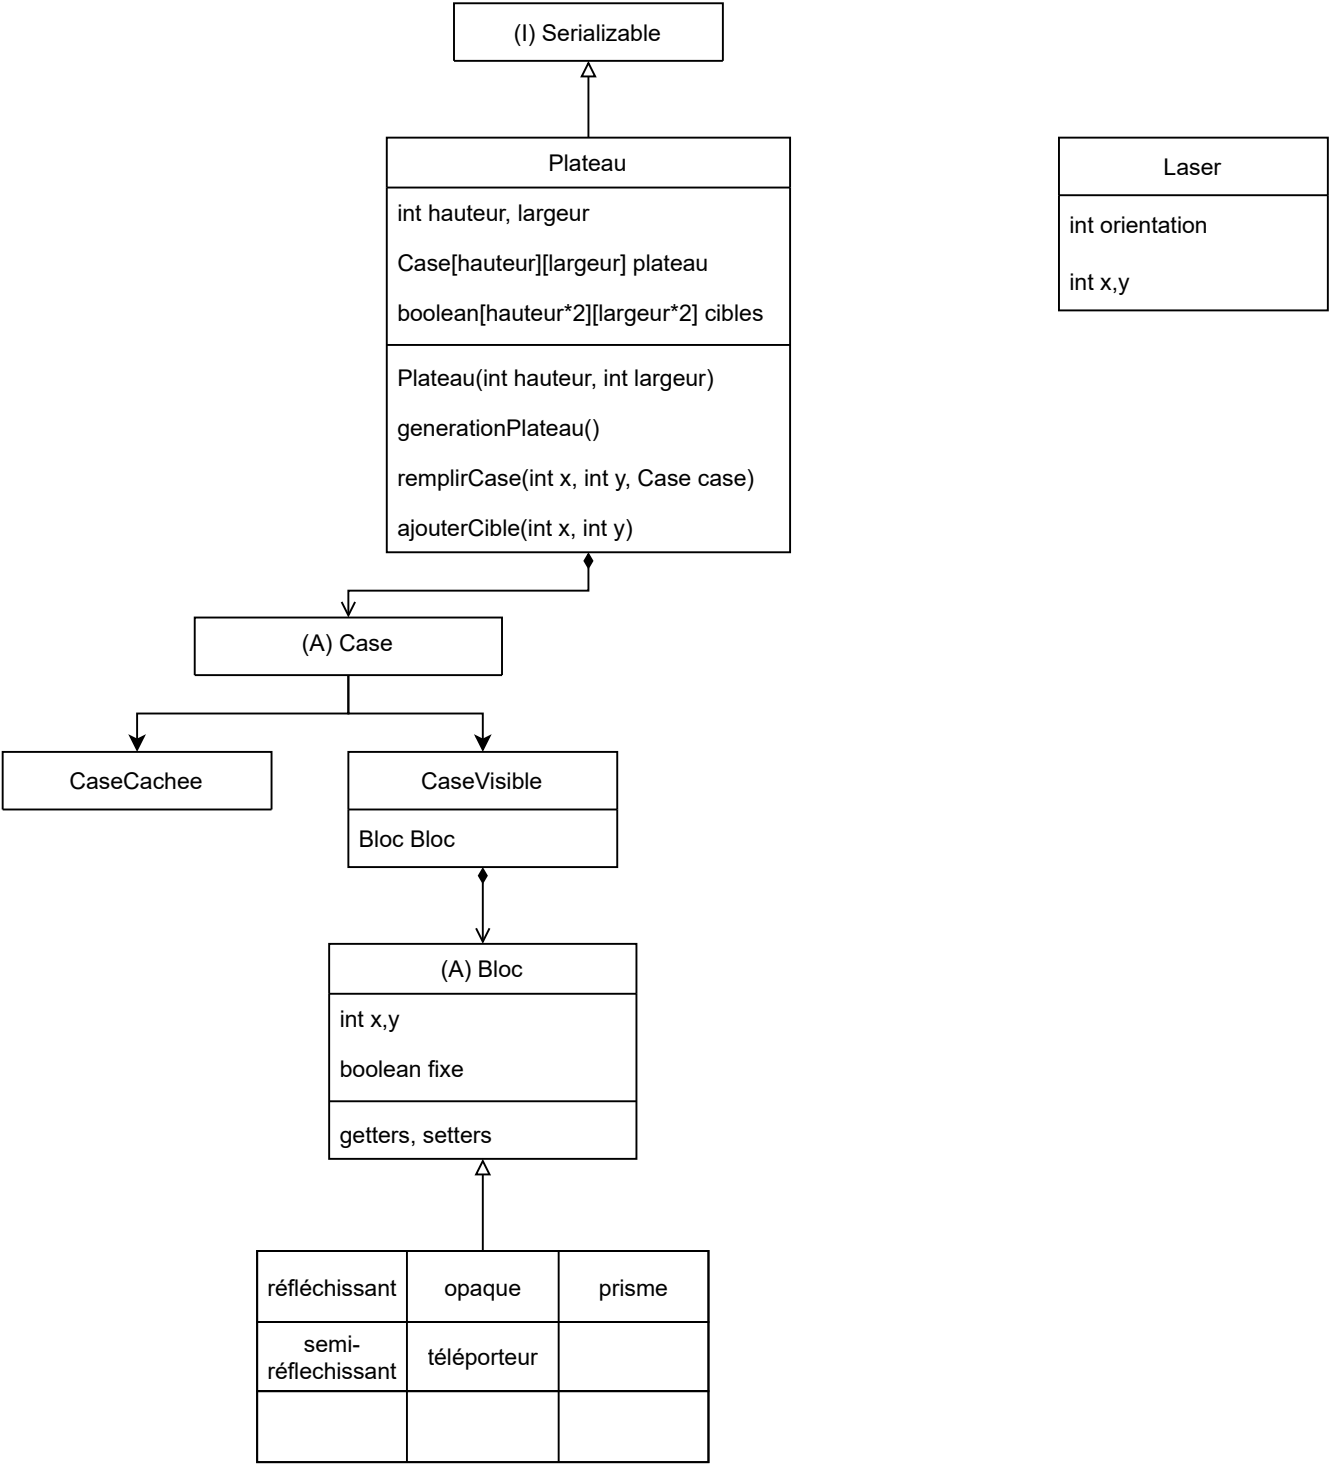 (I) Serializable
Plateau
int hauteur, largeur
Case[hauteur][largeur] plateau
boolean[hauteur*2][largeur*2] cibles
Plateau(int hauteur, int largeur)
generationPlateau()
remplirCase(int x, int y, Case case)
ajouterCible(int x, int y)
Laser
int orientation
int x,y
(A) Case
CaseCachee
CaseVisible
Bloc Bloc
(A) Bloc
int x,y
boolean fixe
getters, setters
réfléchissant
opaque
prisme
semi-
réflechissant
téléporteur